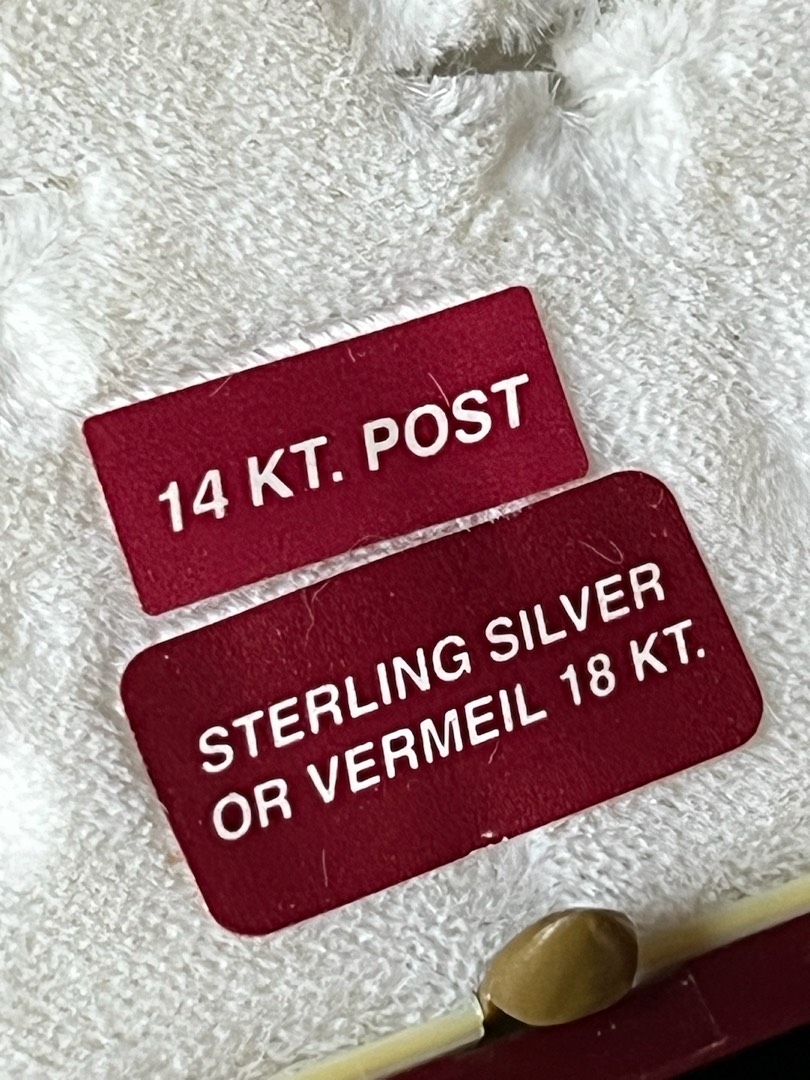 14 KT. POST
STERLING SILVER
OR VERMEIL 18 KT.